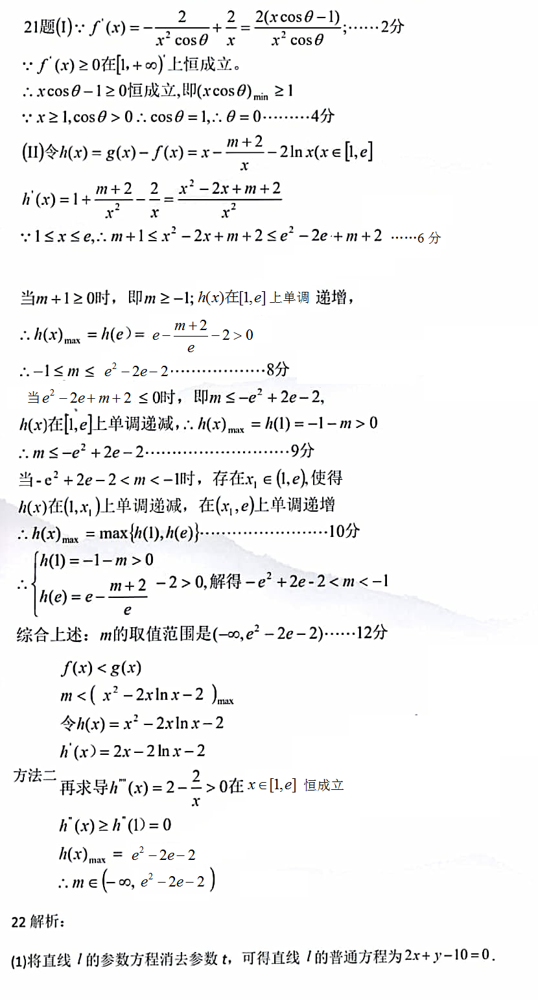 21题(I)∵ f'(x) = -2/(x² cosθ) + 2/x = 2(x cosθ - 1)/(x² cosθ);⋯⋯2分
∵ f'(x) ≥ 0在[1, +∞)上恒成立。
∴ x cosθ - 1 ≥ 0恒成立,即(x cosθ)min ≥ 1
∵ x ≥ 1, cosθ > 0 ∴ cosθ = 1, ∴ θ = 0⋯⋯⋯4分
(II)令h(x) = g(x) - f(x) = x - (m+2)/x - 2ln x(x ∈ [1, e]
h'(x) = 1 + (m+2)/x² - 2/x = (x² - 2x + m + 2)/x²
∵ 1 ≤ x ≤ e, ∴ m + 1 ≤ x² - 2x + m + 2 ≤ e² - 2e + m + 2 ⋯⋯6 分
当m + 1 ≥ 0时，即m ≥ -1; h(x)在[1, e] 上单调 递增，
∴ h(x)max = h(e) = e - (m+2)/e - 2 > 0
∴ -1 ≤ m ≤ e² - 2e - 2⋯⋯⋯⋯⋯⋯8分
当e² - 2e + m + 2 ≤ 0时，即m ≤ -e² + 2e - 2,
h(x)在[1, e]上单调递减, ∴ h(x)max = h(1) = -1 - m > 0
∴ m ≤ -e² + 2e - 2⋯⋯⋯⋯⋯⋯⋯⋯⋯9分
当 - e² + 2e - 2 < m < -1时，存在x₁ ∈ (1, e), 使得
h(x)在(1, x₁)上单调递减，在(x₁, e)上单调递增
∴ h(x)max = max{h(1), h(e)}⋯⋯⋯⋯⋯⋯⋯⋯10分
∴ { h(1) = -1 - m > 0
h(e) = e - (m+2)/e - 2 > 0, 解得 - e² + 2e - 2 < m < -1
综合上述：m的取值范围是(-∞, e² - 2e - 2)⋯⋯12分
f(x) < g(x)
m < ( x² - 2x ln x - 2 )max
令h(x) = x² - 2x ln x - 2
h'(x) = 2x - 2 ln x - 2
方法二 再求导h'''(x) = 2 - 2/x > 0在 x ∈ [1, e] 恒成立
h''(x) ≥ h''(1) = 0
h(x)max = e² - 2e - 2
∴ m ∈ (-∞, e² - 2e - 2 )
22 解析：
(1)将直线 l 的参数方程消去参数 t，可得直线 l 的普通方程为 2x + y - 10 = 0 .